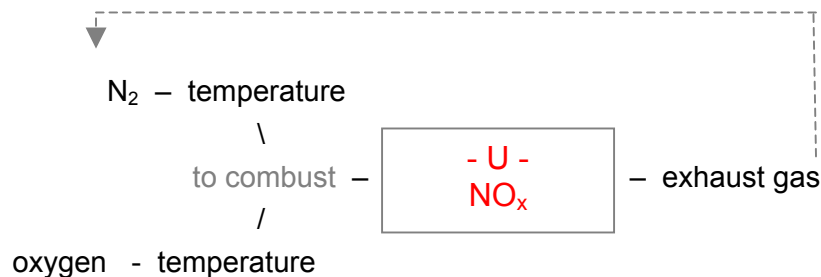 N₂ – temperature
\
to combust –
- U -
NOₓ
– exhaust gas
/
oxygen - temperature